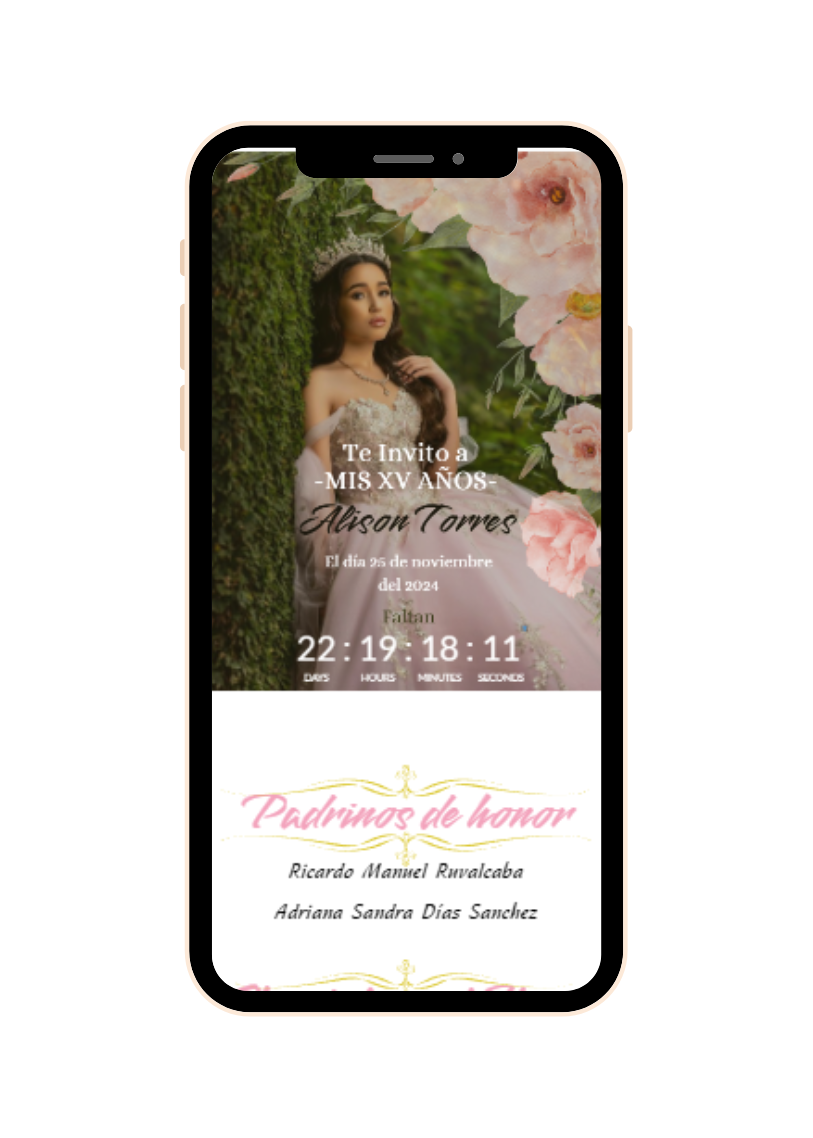 Te Invito a
-MIS XV AÑOS-
Alison Torres
El día 25 de noviembre
del 2024
Faltan
22 : 19 : 18 : 11
DAYS HOURS MINUTES SECONDS
Padrinos de honor
Ricardo Manuel Ruvalcaba
Adriana Sandra Días Sanchez